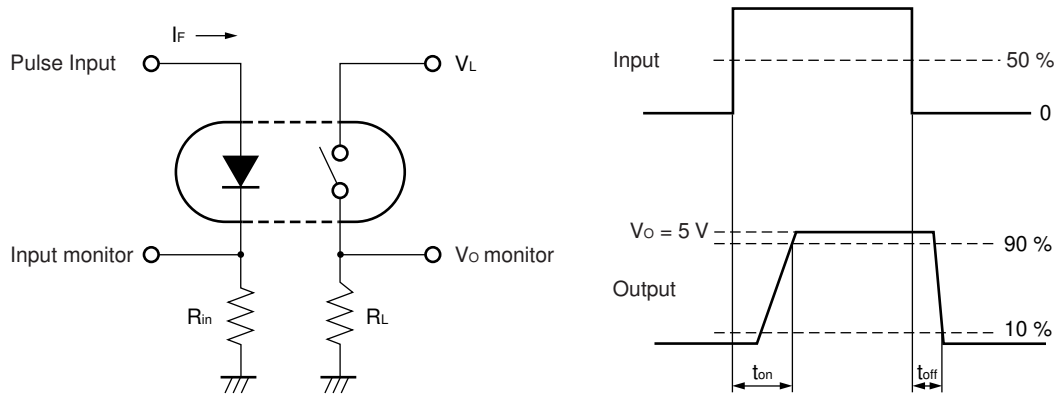 IF
Pulse Input
VL
Input monitor
VO monitor
Rin
RL
Input
50 %
0
VO = 5 V
90 %
Output
10 %
ton
toff